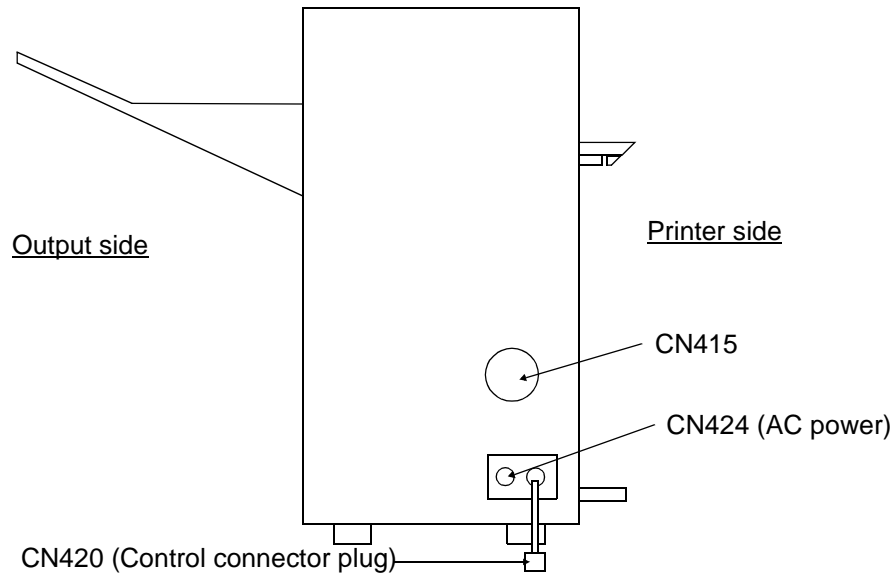 Output side
Printer side
CN415
CN424 (AC power)
CN420 (Control connector plug)